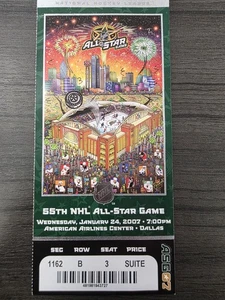 NATIONAL HOCKEY LEAGUE
ALL★STAR
55TH NHL ALL-STAR GAME
WEDNESDAY, JANUARY 24, 2007 • 7:00PM
AMERICAN AIRLINES CENTER • DALLAS
SEC ROW SEAT PRICE
1162 B 3 SUITE
ASG07